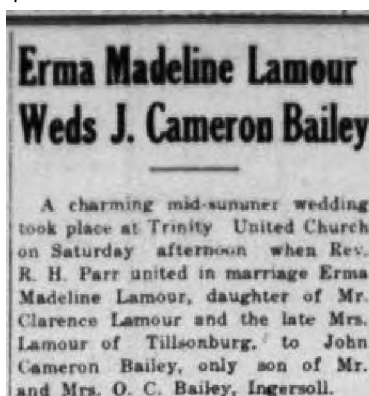 Erma Madeline Lamour
Weds J. Cameron Bailey
A charming mid-summer wedding
took place at Trinity United Church
on Saturday afternoon when Rev.
R. H. Parr united in marriage Erma
Madeline Lamour, daughter of Mr.
Clarence Lamour and the late Mrs.
Lamour of Tillsonburg, to John
Cameron Bailey, only son of Mr.
and Mrs. O. C. Bailey, Ingersoll.